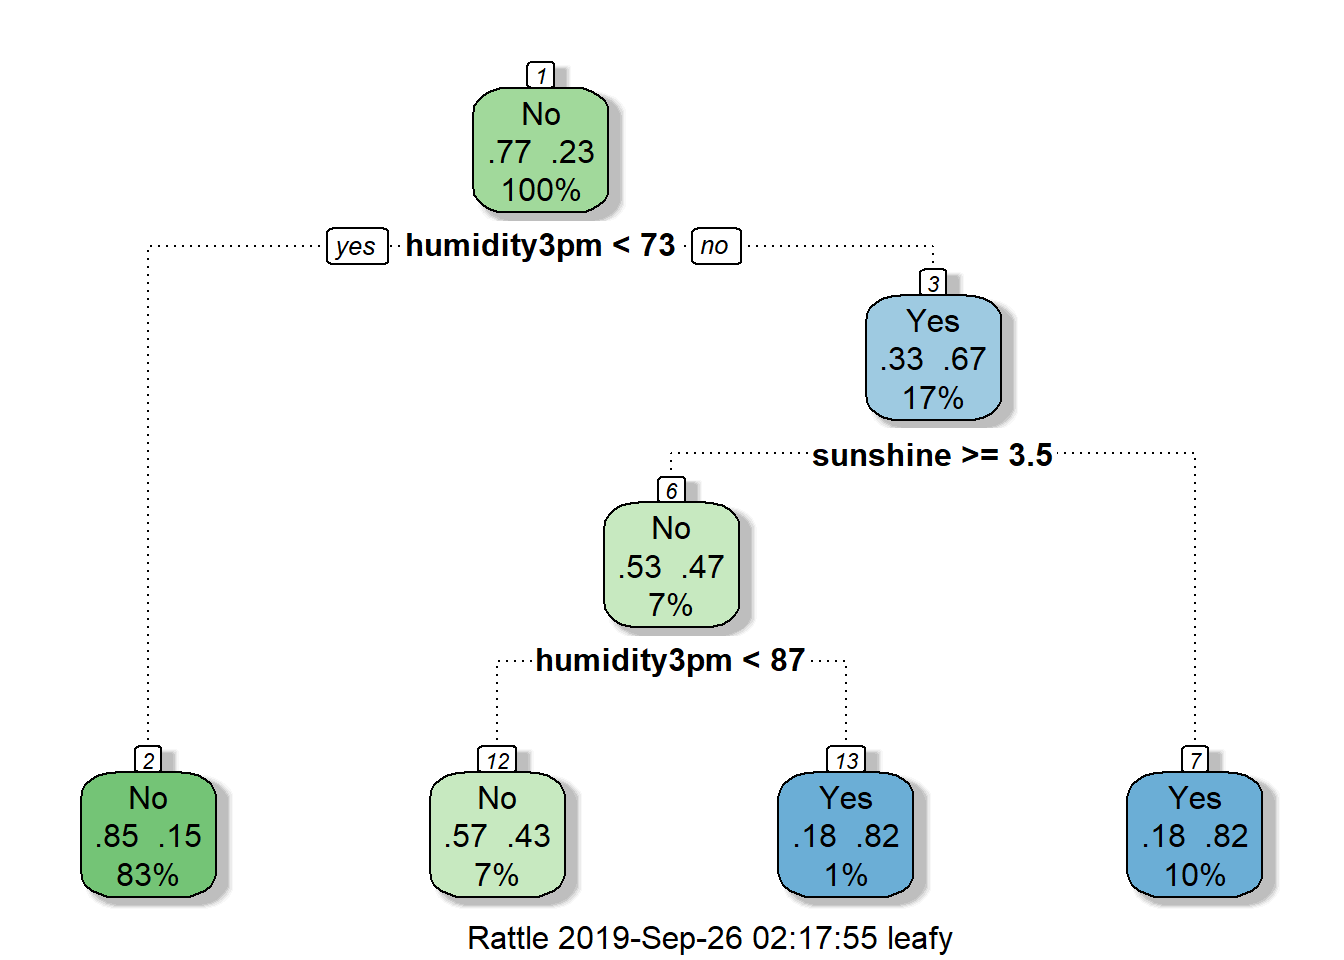 1
No
.77 .23
100%
yes humidity3pm < 73 no
3
Yes
.33 .67
17%
sunshine >= 3.5
6
No
.53 .47
7%
humidity3pm < 87
2
No
.85 .15
83%
12
No
.57 .43
7%
13
Yes
.18 .82
1%
7
Yes
.18 .82
10%
Rattle 2019-Sep-26 02:17:55 leafy